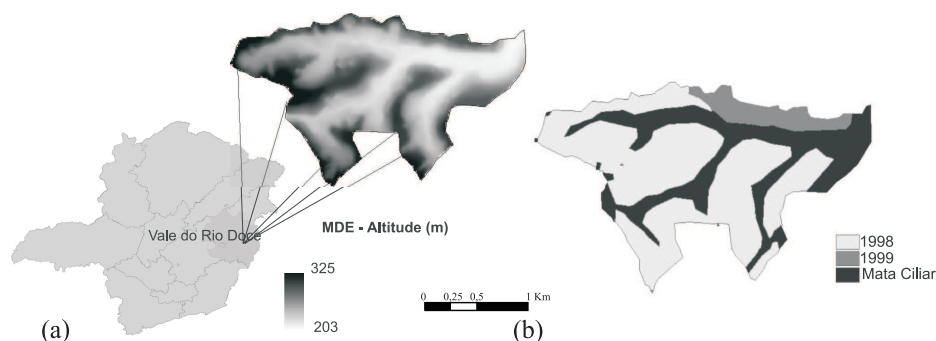 Vale do Rio Doce
MDE - Altitude (m)
325
203
0 0,25 0,5 1 Km
(a)
(b)
1998
1999
Mata Ciliar